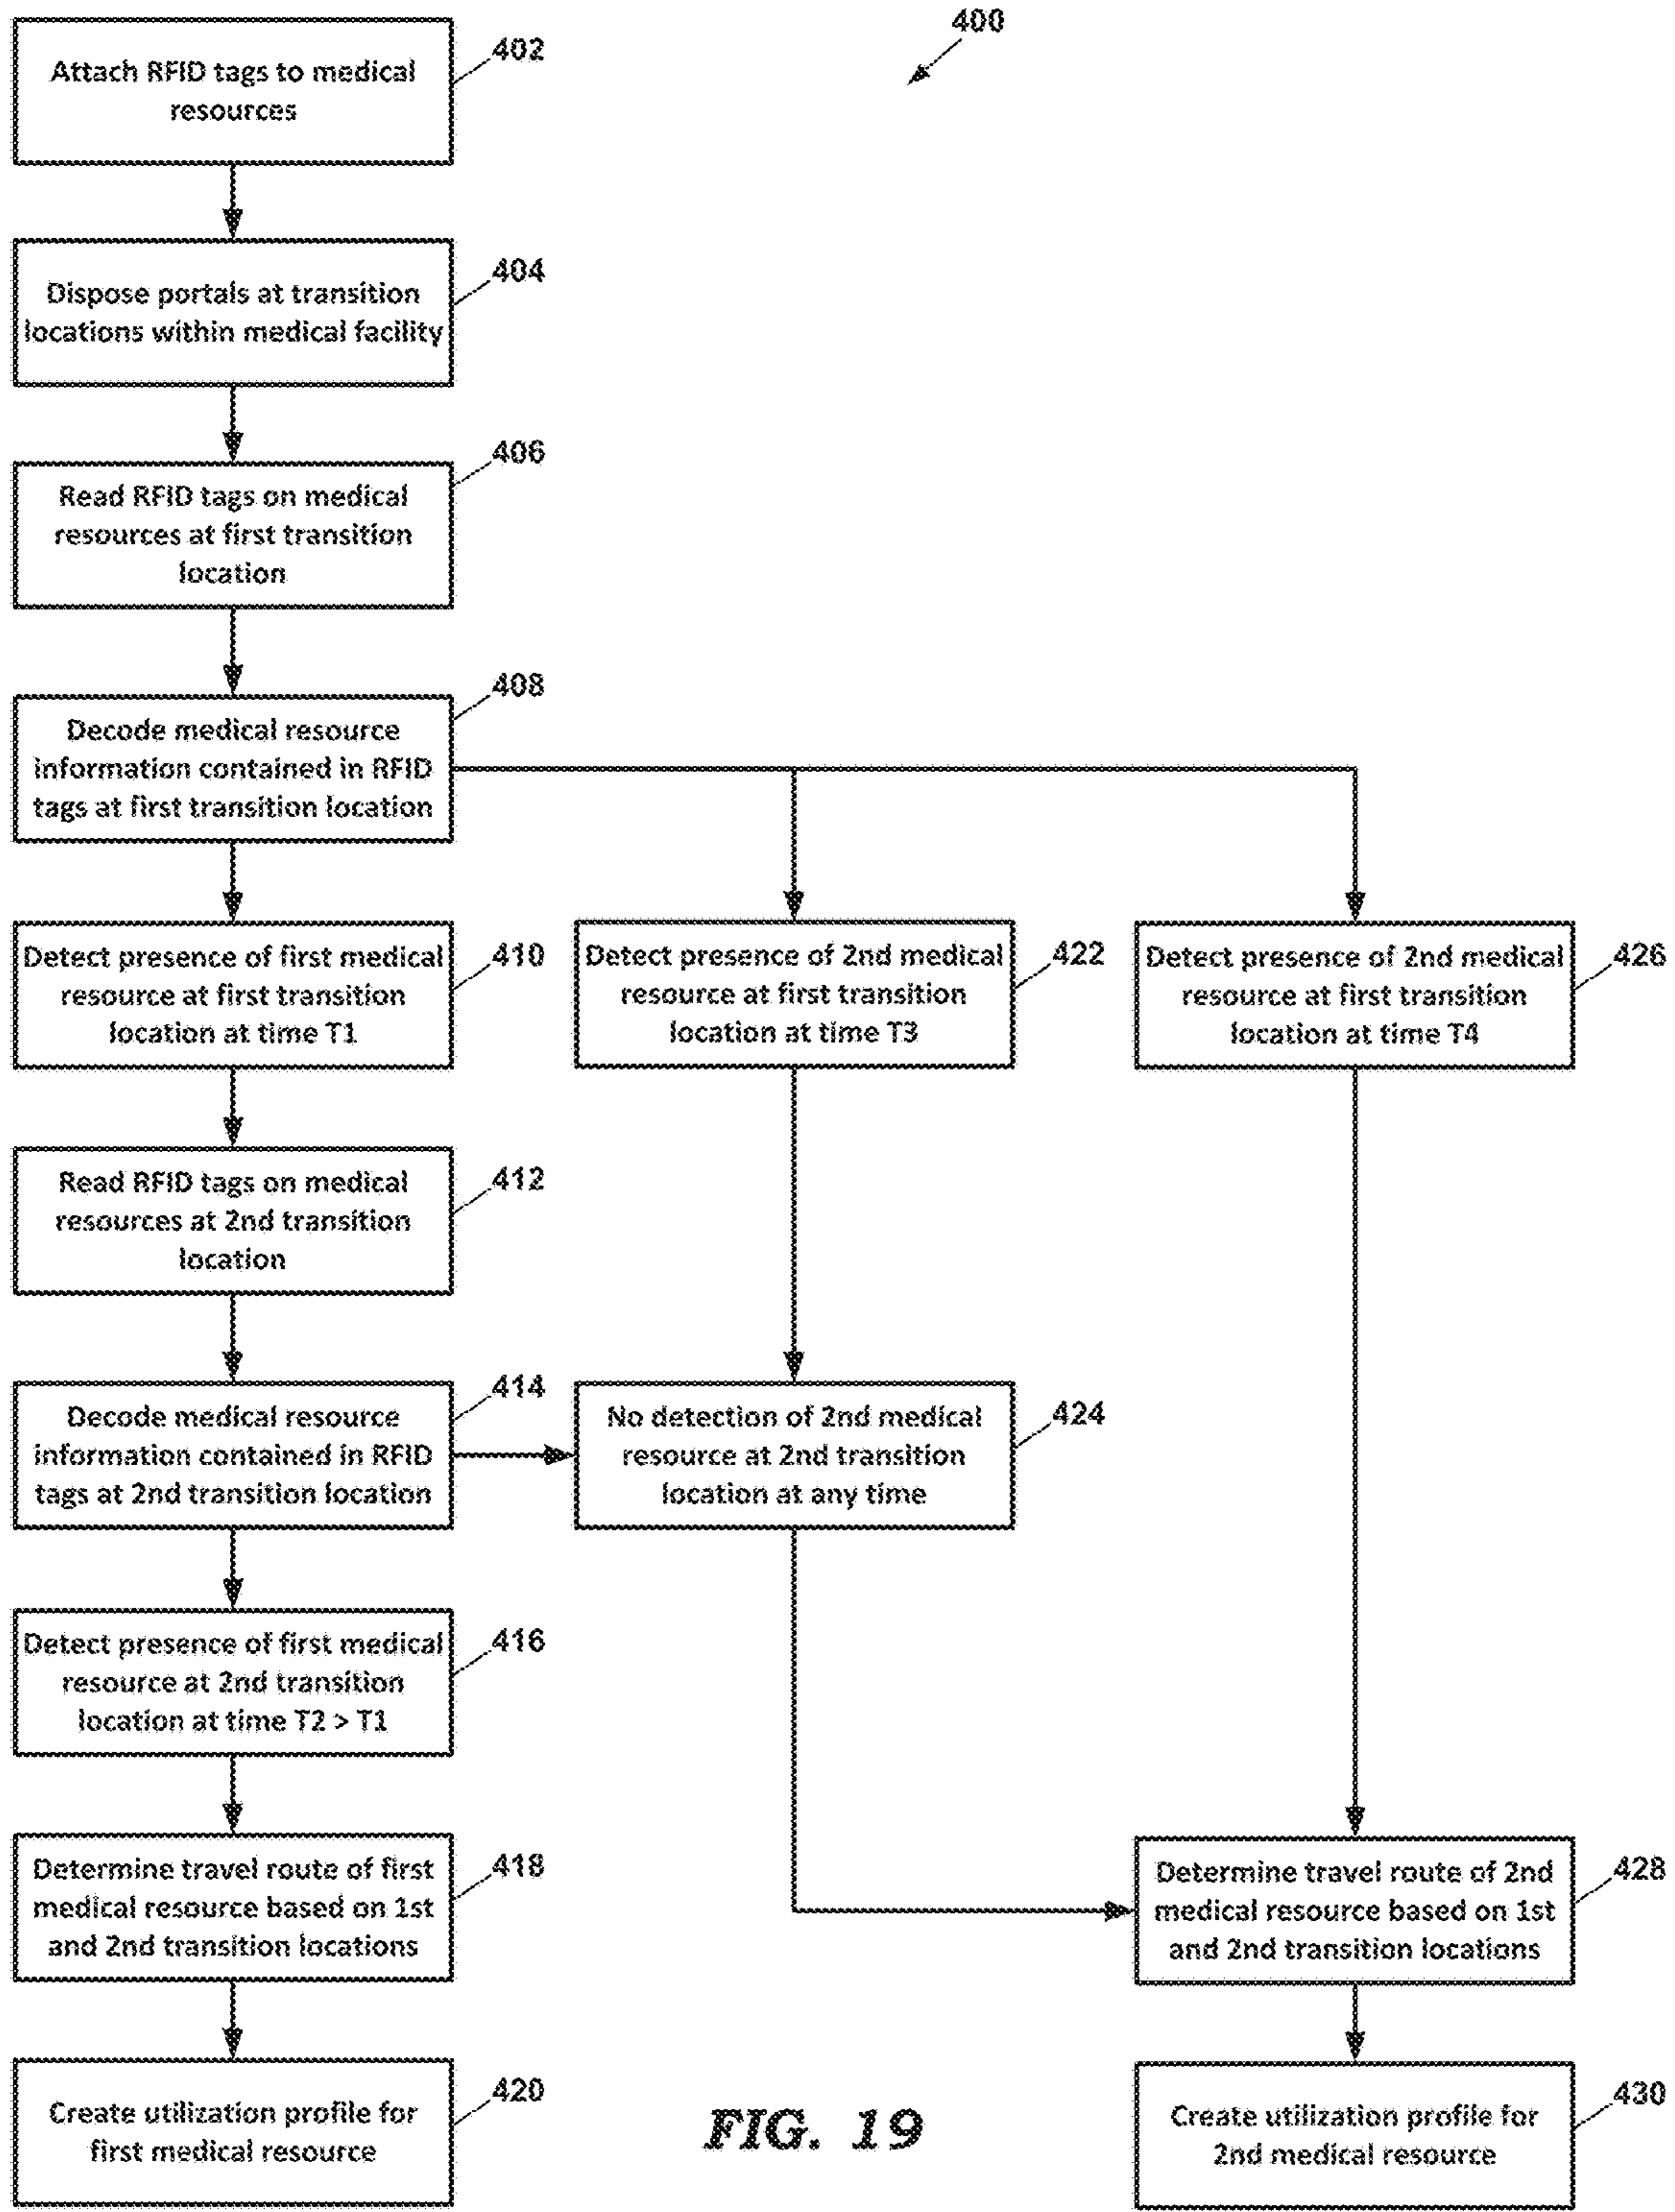 400
402
Attach RFID tags to medical
resources
404
Dispose portals at transition
locations within medical facility
406
Read RFID tags on medical
resources at first transition
location
408
Decode medical resource
information contained in RFID
tags at first transition location
410
Detect presence of first medical
resource at first transition
location at time T1
422
Detect presence of 2nd medical
resource at first transition
location at time T3
426
Detect presence of 2nd medical
resource at first transition
location at time T4
412
Read RFID tags on medical
resources at 2nd transition
location
414
Decode medical resource
information contained in RFID
tags at 2nd transition location
424
No detection of 2nd medical
resource at 2nd transition
location at any time
416
Detect presence of first medical
resource at 2nd transition
location at time T2 > T1
418
Determine travel route of first
medical resource based on 1st
and 2nd transition locations
428
Determine travel route of 2nd
medical resource based on 1st
and 2nd transition locations
420
Create utilization profile for
first medical resource
430
Create utilization profile for
2nd medical resource
FIG. 19